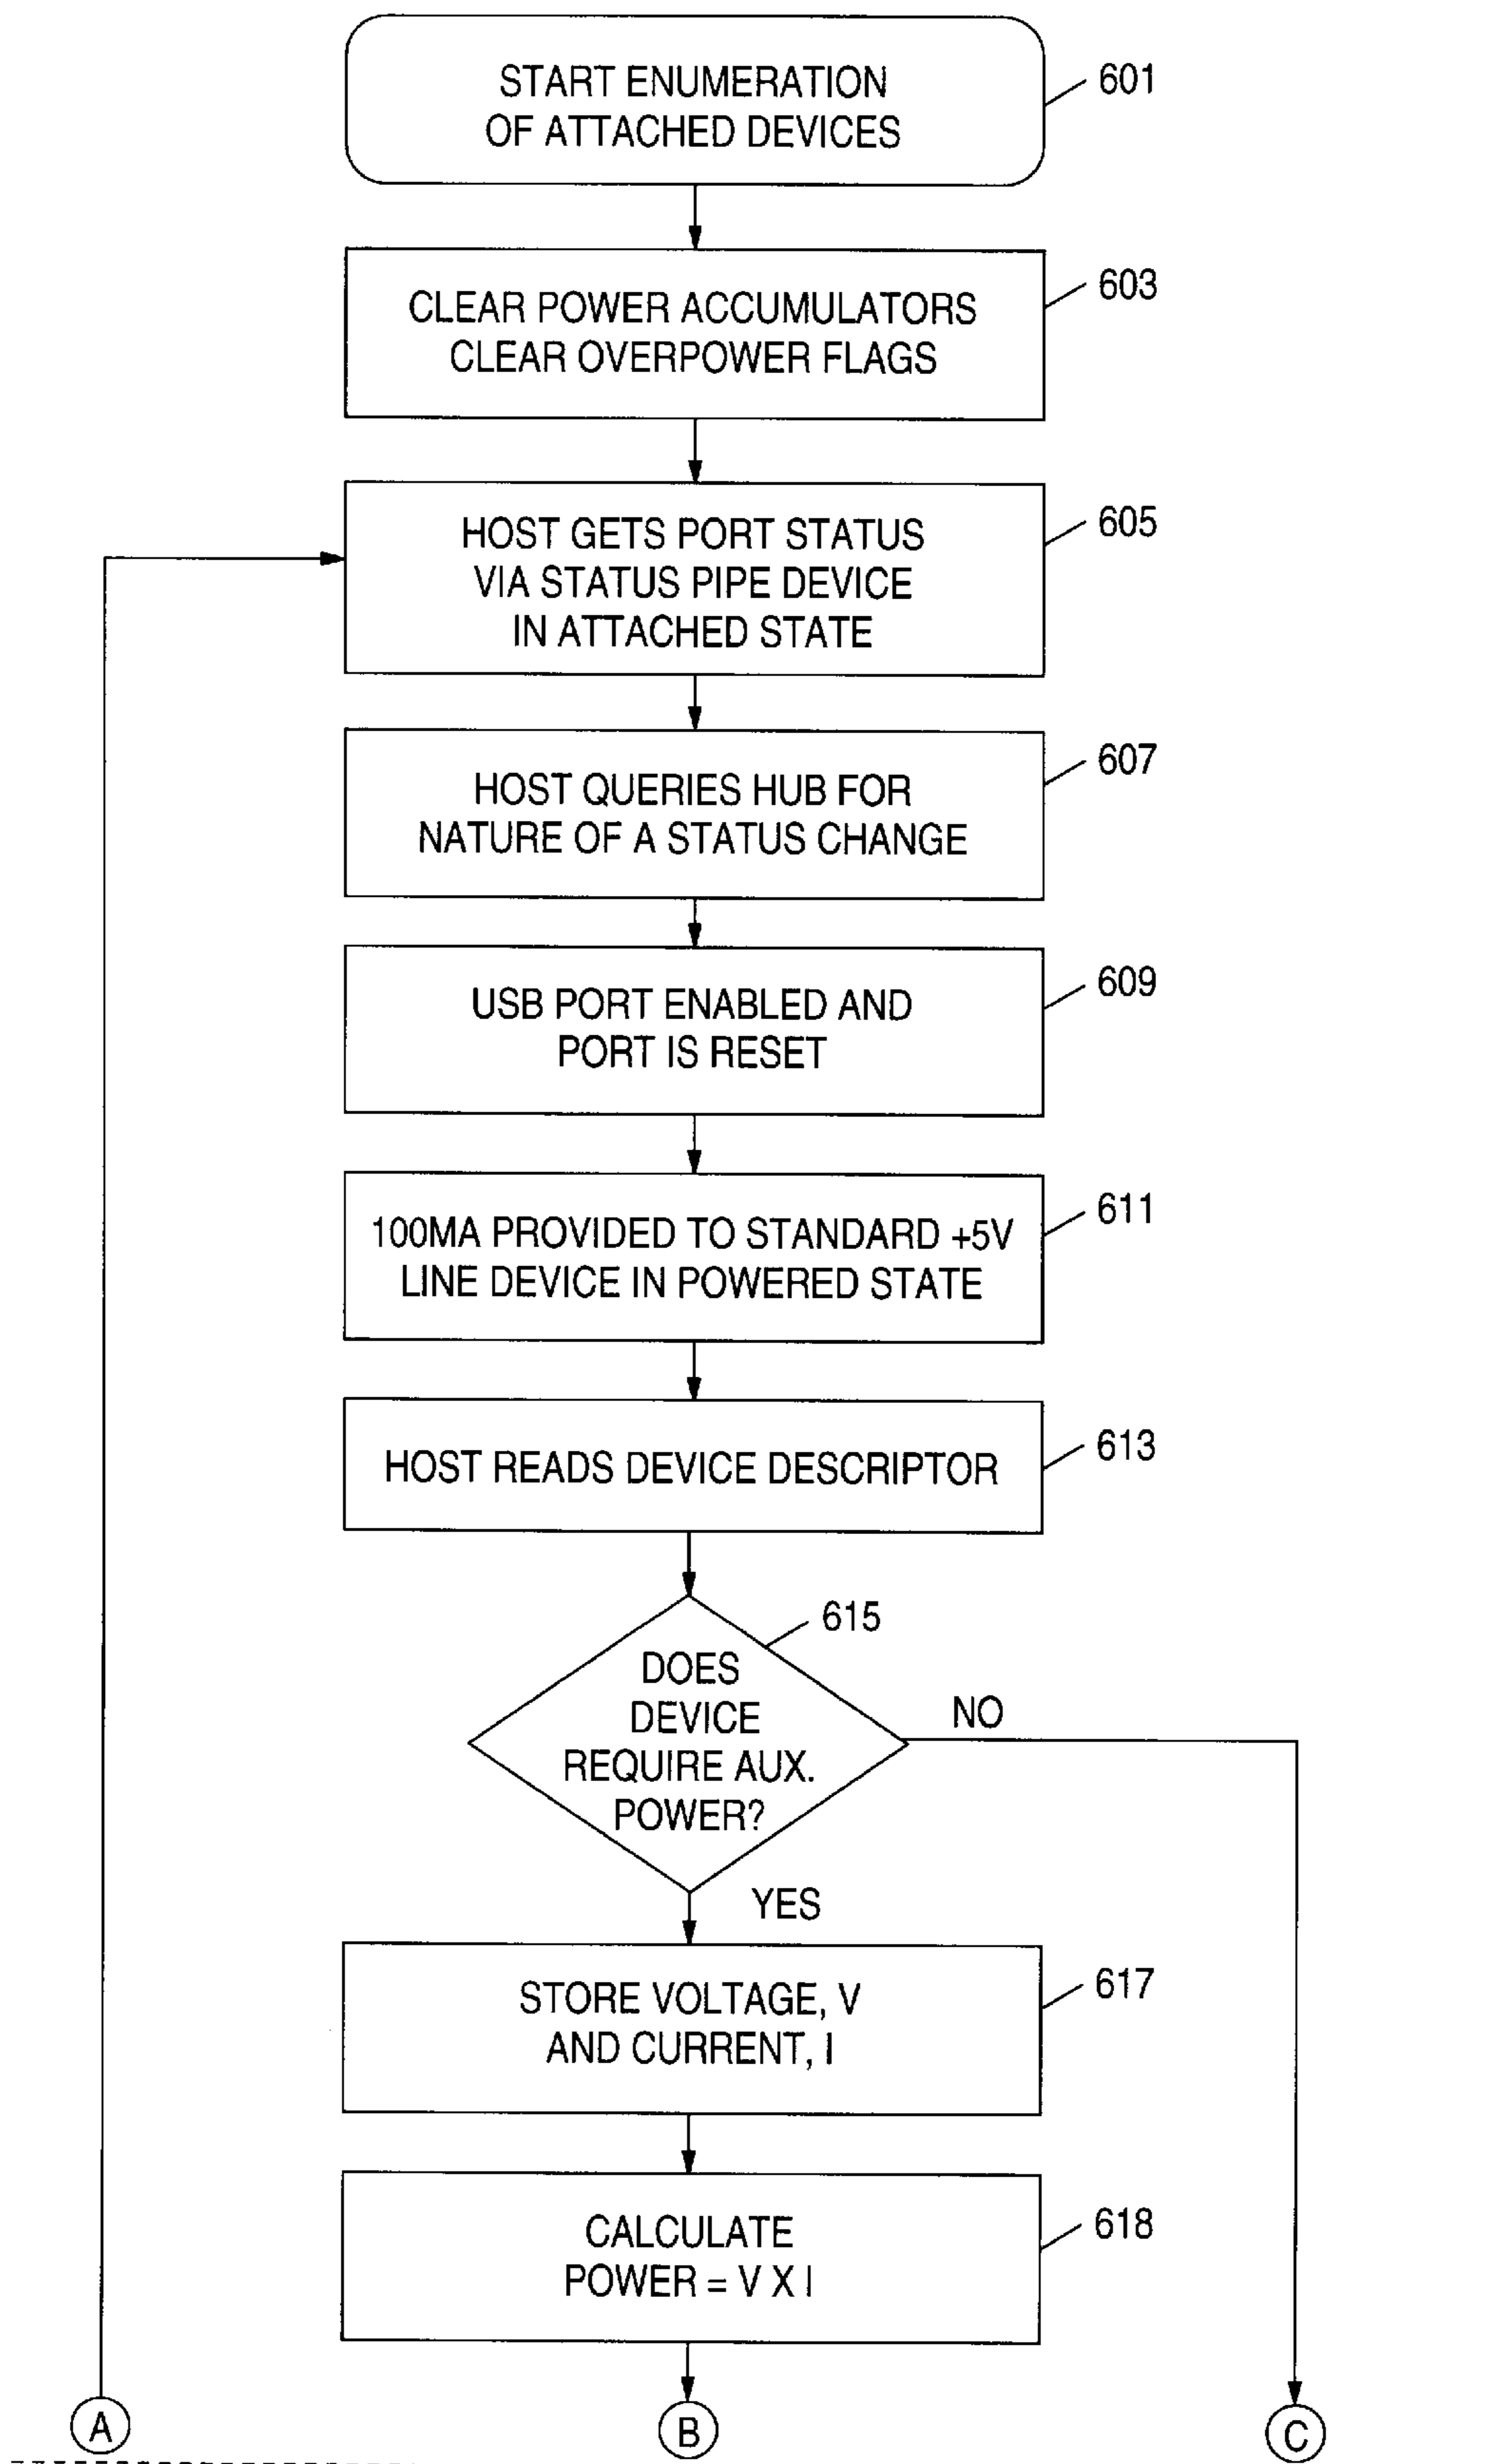 START ENUMERATION
OF ATTACHED DEVICES
601
CLEAR POWER ACCUMULATORS
CLEAR OVERPOWER FLAGS
603
HOST GETS PORT STATUS
VIA STATUS PIPE DEVICE
IN ATTACHED STATE
605
HOST QUERIES HUB FOR
NATURE OF A STATUS CHANGE
607
USB PORT ENABLED AND
PORT IS RESET
609
100MA PROVIDED TO STANDARD +5V
LINE DEVICE IN POWERED STATE
611
HOST READS DEVICE DESCRIPTOR
613
DOES
DEVICE
REQUIRE AUX.
POWER?
615
NO
YES
STORE VOLTAGE, V
AND CURRENT, I
617
CALCULATE
POWER = V X I
618
A
B
C